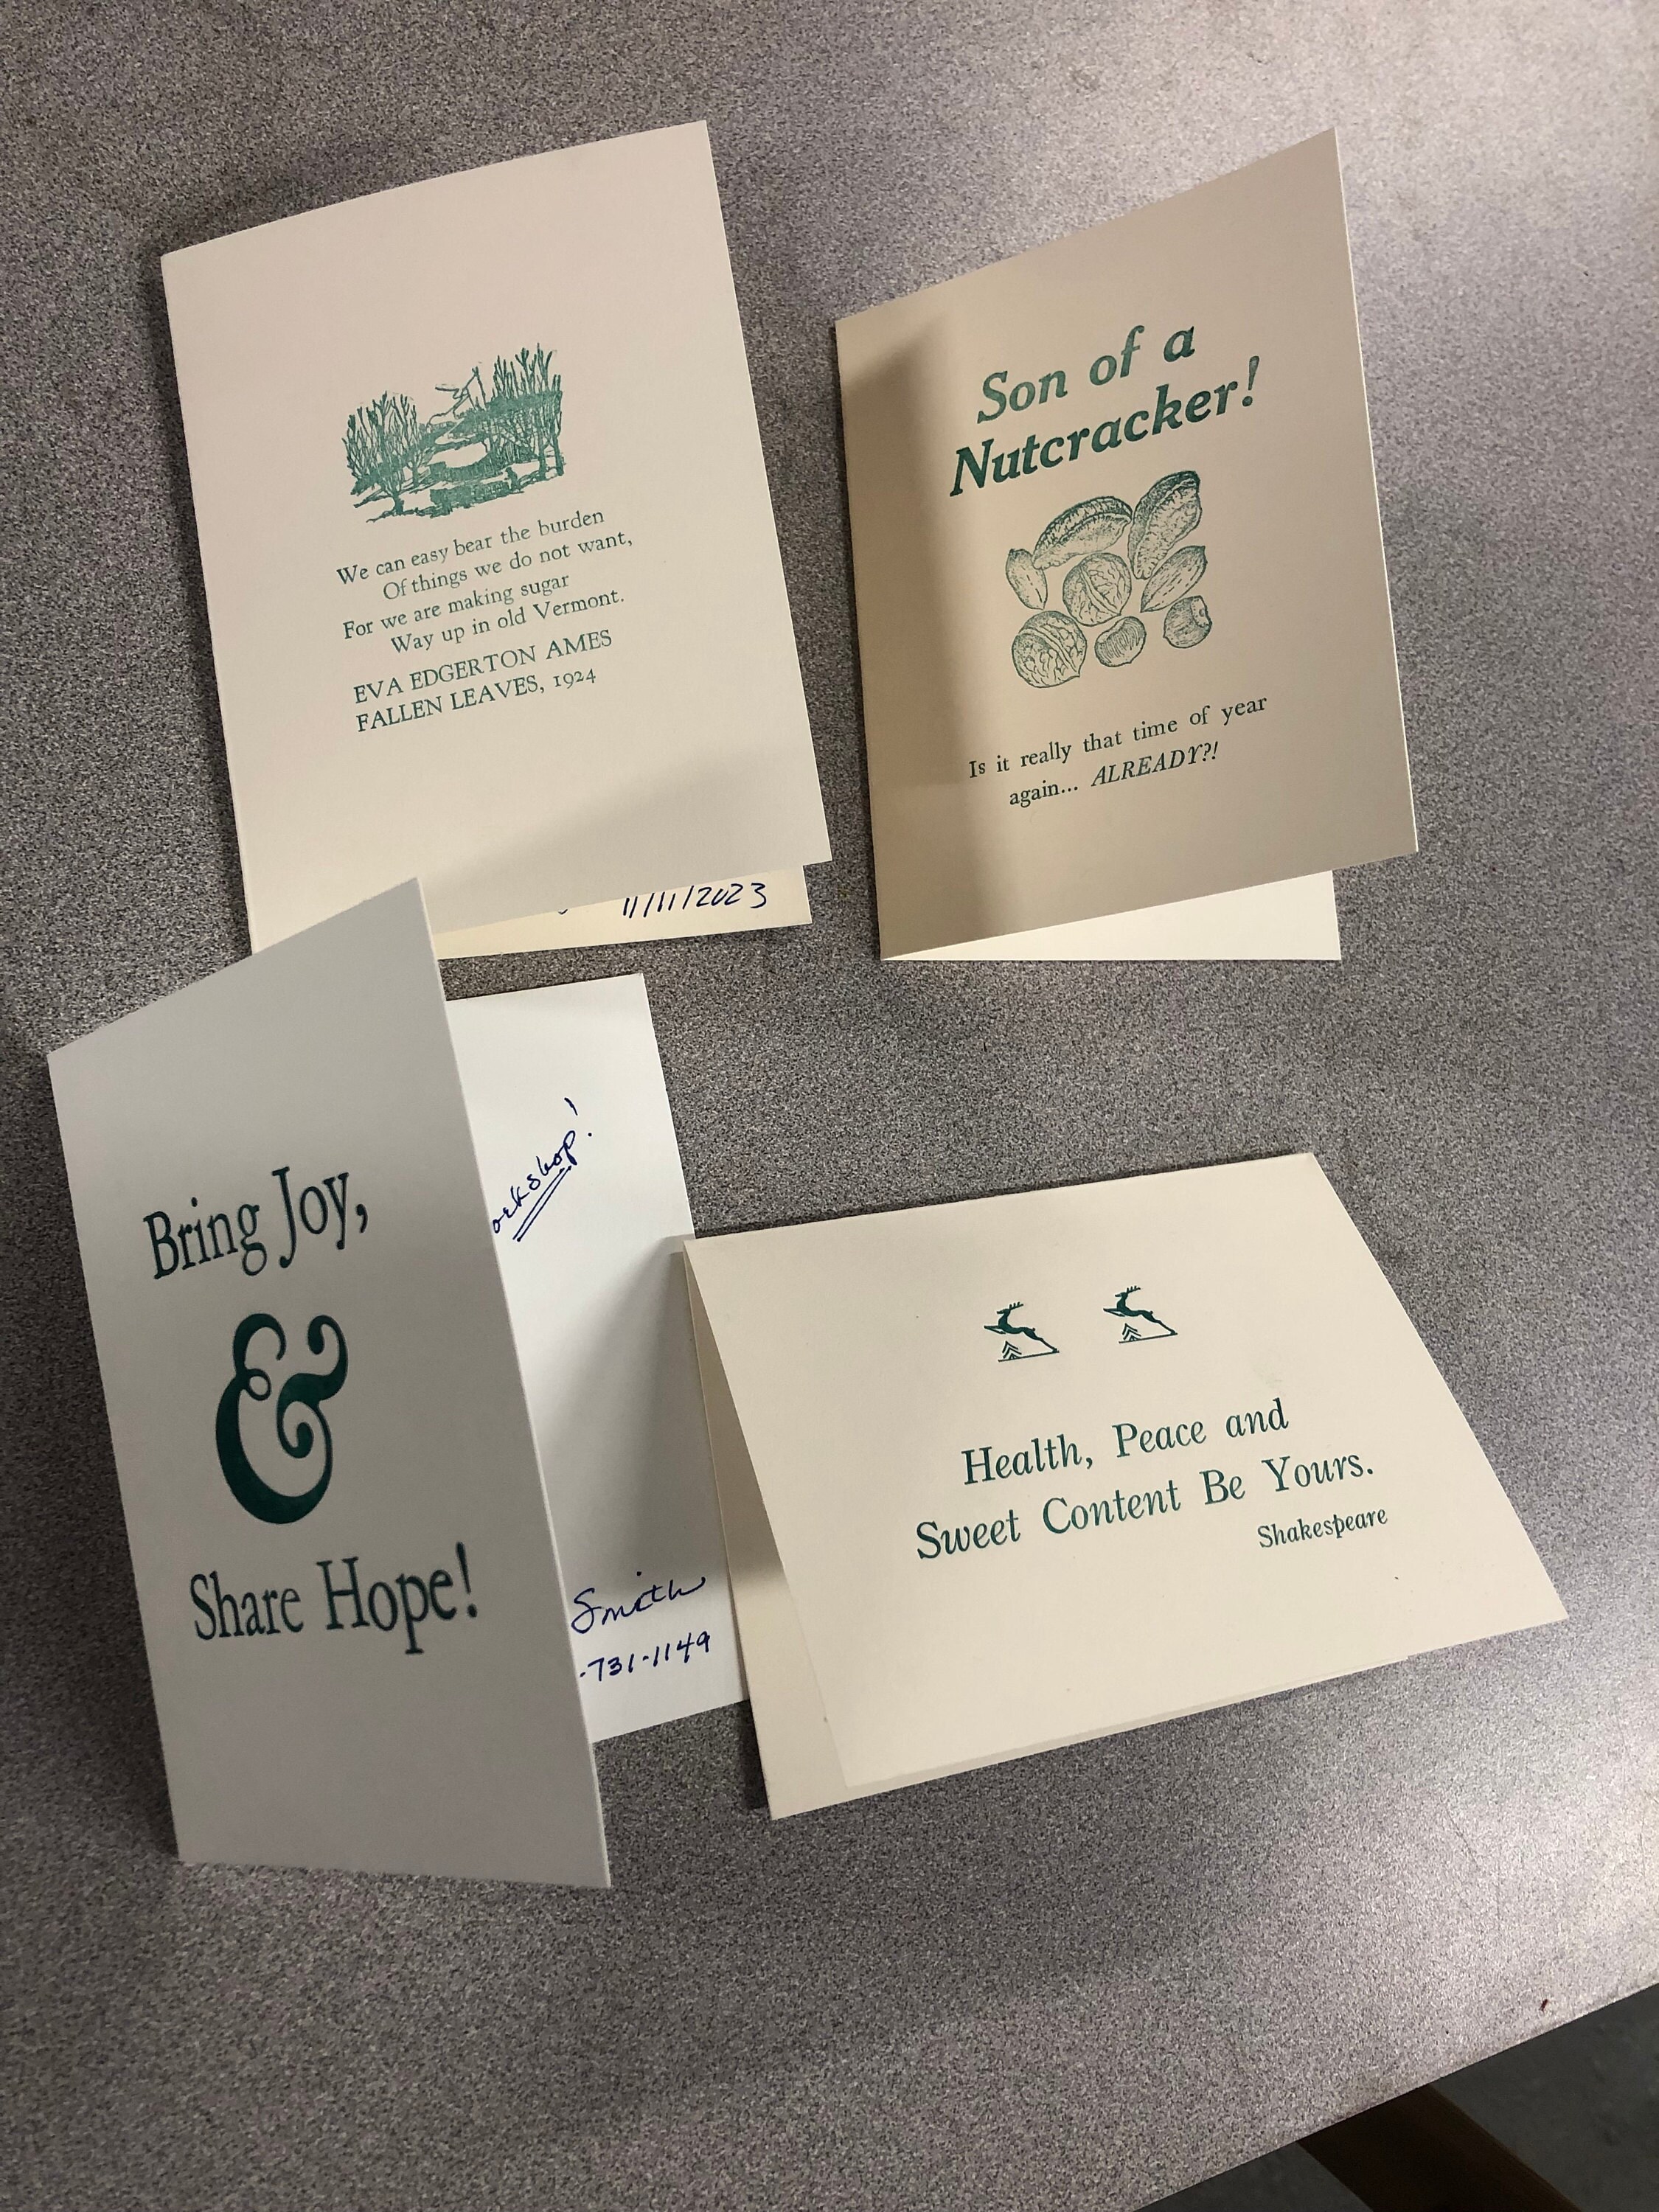 We can easy bear the burden
Of things we do not want,
For we are making sugar
Way up in old Vermont.
EVA EDGERTON AMES
FALLEN LEAVES, 1924
11/11/2023
Son of a
Nutcracker!
Is it really that time of year
again... ALREADY?!
Bring Joy,
&
Share Hope!
orkshop!
Smith
-731-1149
Health, Peace and
Sweet Content Be Yours.
Shakespeare